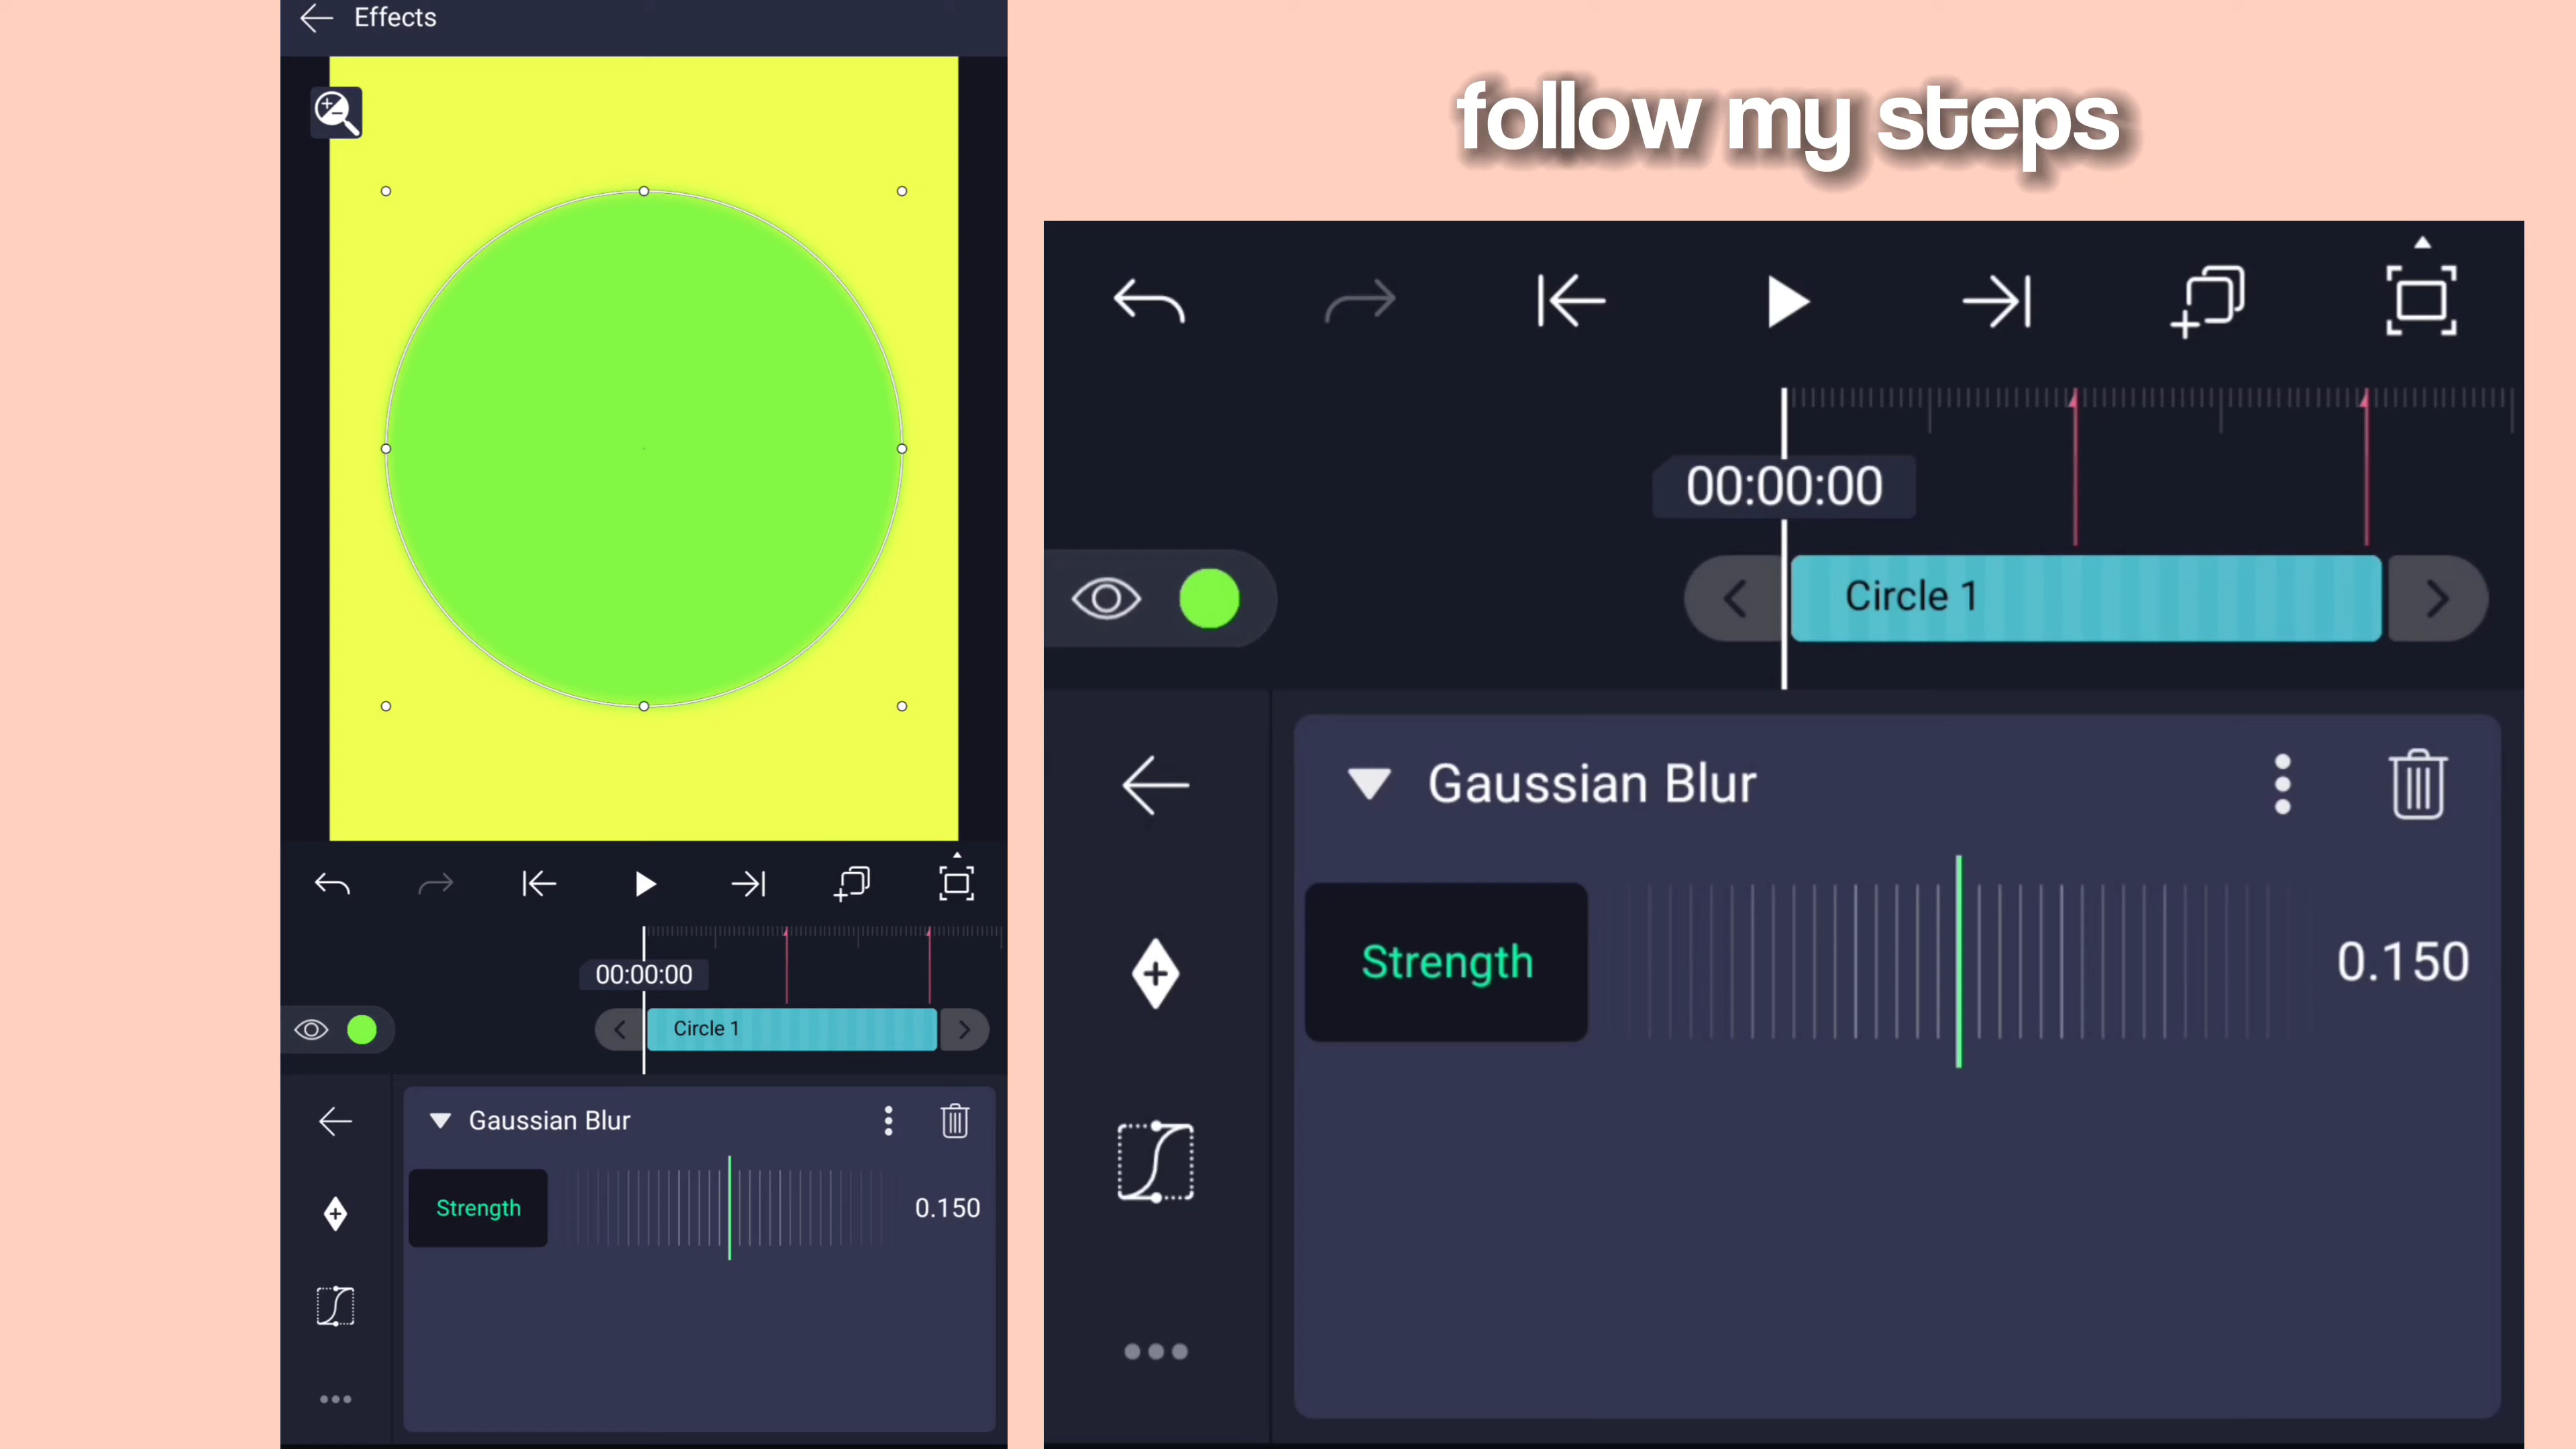 Effects
00:00:00
Circle 1
Gaussian Blur
Strength
0.150
follow my steps
00:00:00
Circle 1
Gaussian Blur
Strength
0.150